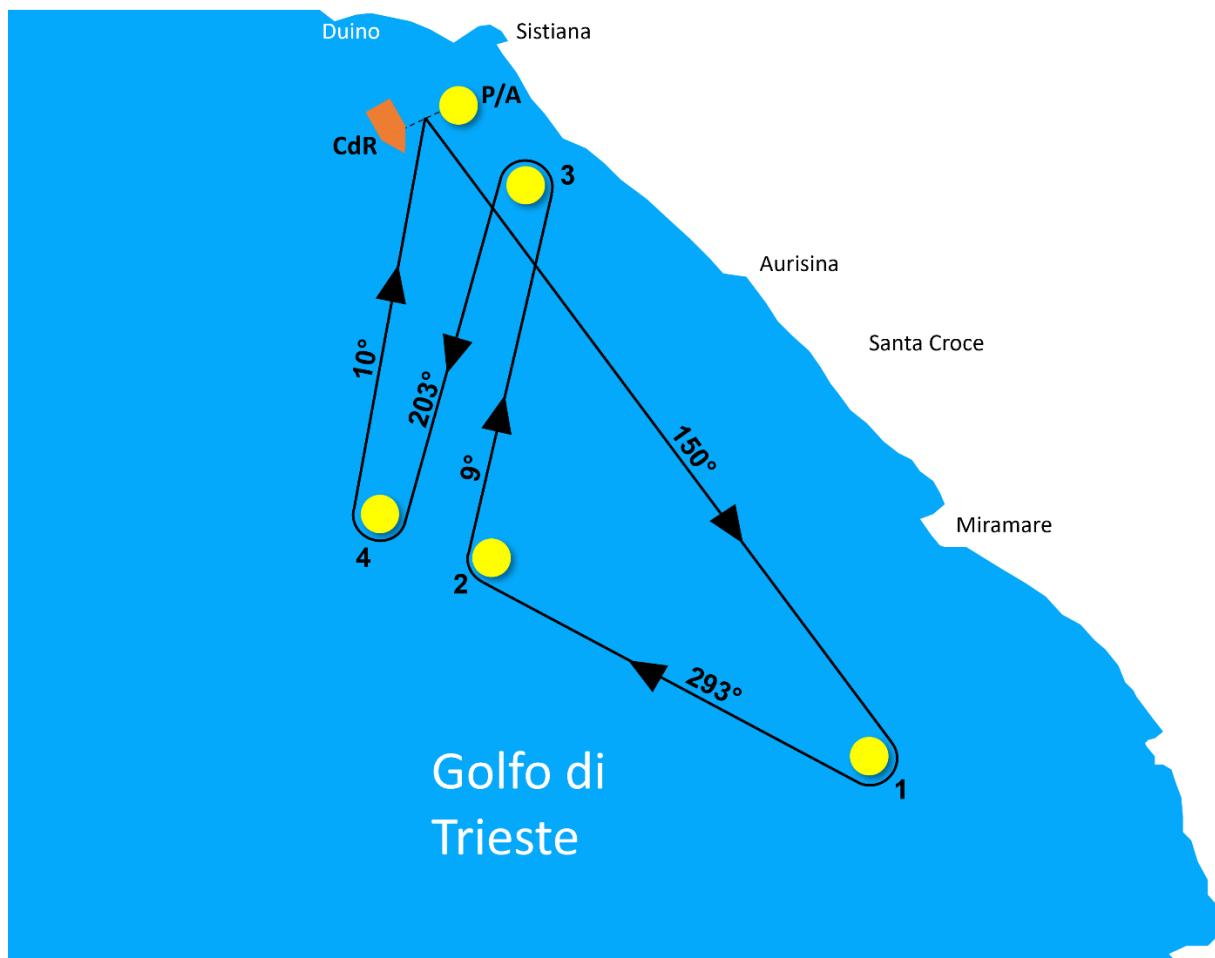 Duino
Sistiana
P/A
CdR
3
Aurisina
Santa Croce
10°
203°
150°
9°
Miramare
4
2
293°
1
Golfo di
Trieste